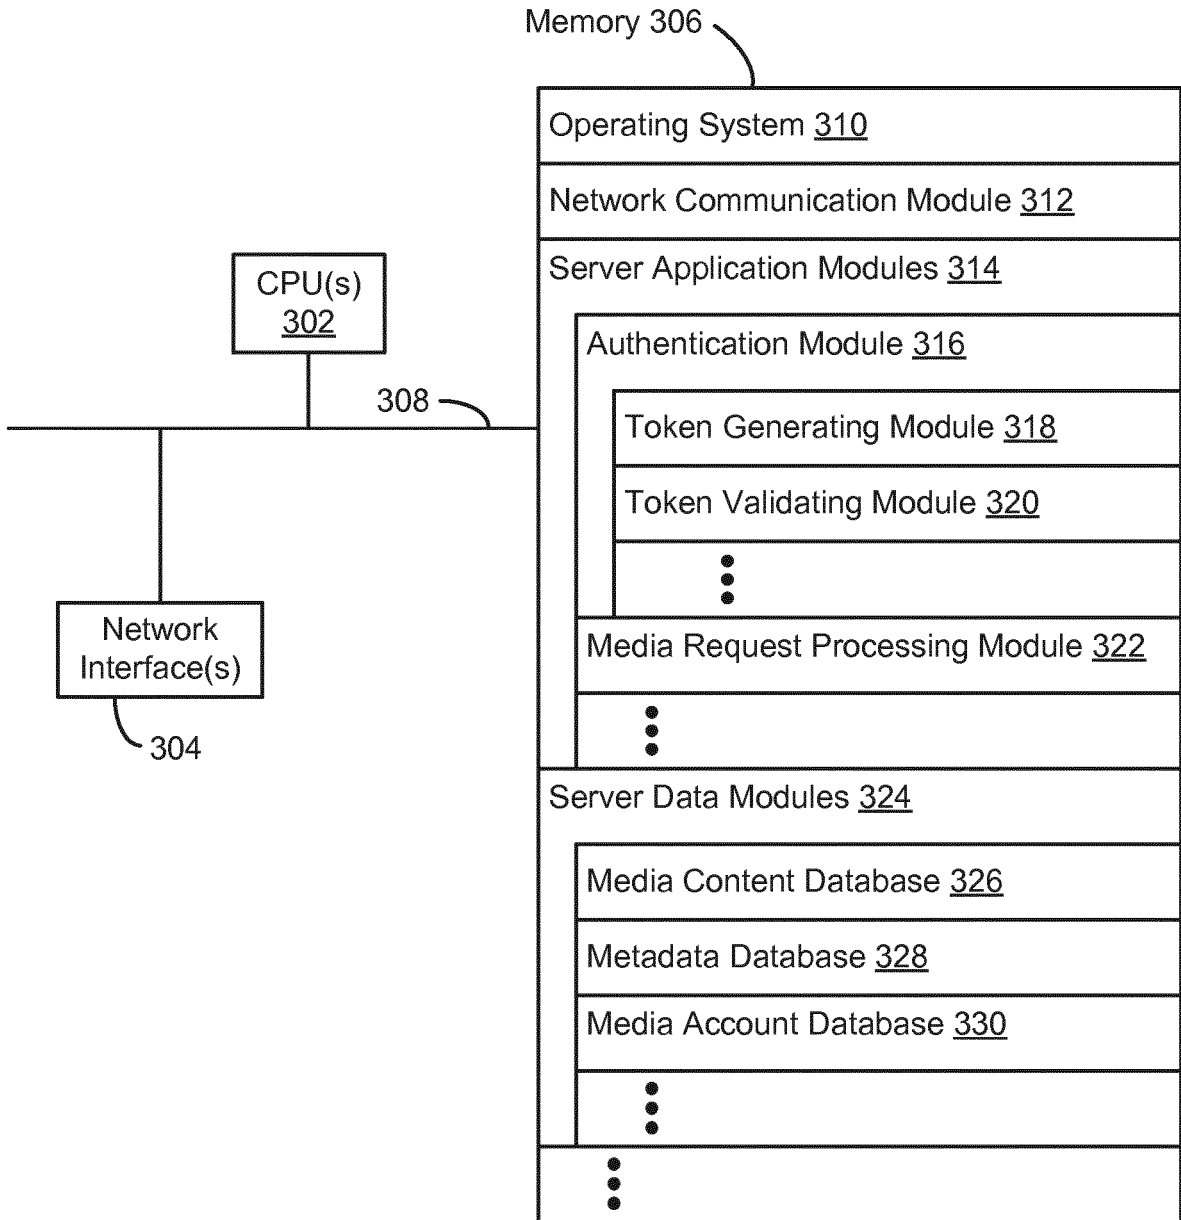 Memory 306
Operating System 310
Network Communication Module 312
Server Application Modules 314
CPU(s)
302
Authentication Module 316
308
Token Generating Module 318
Token Validating Module 320
Network
Interface(s)
304
Media Request Processing Module 322
Server Data Modules 324
Media Content Database 326
Metadata Database 328
Media Account Database 330